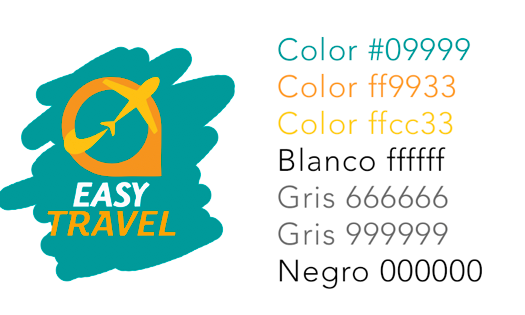 EASY
TRAVEL
Color #09999
Color ff9933
Color ffcc33
Blanco ffffff
Gris 666666
Gris 999999
Negro 000000